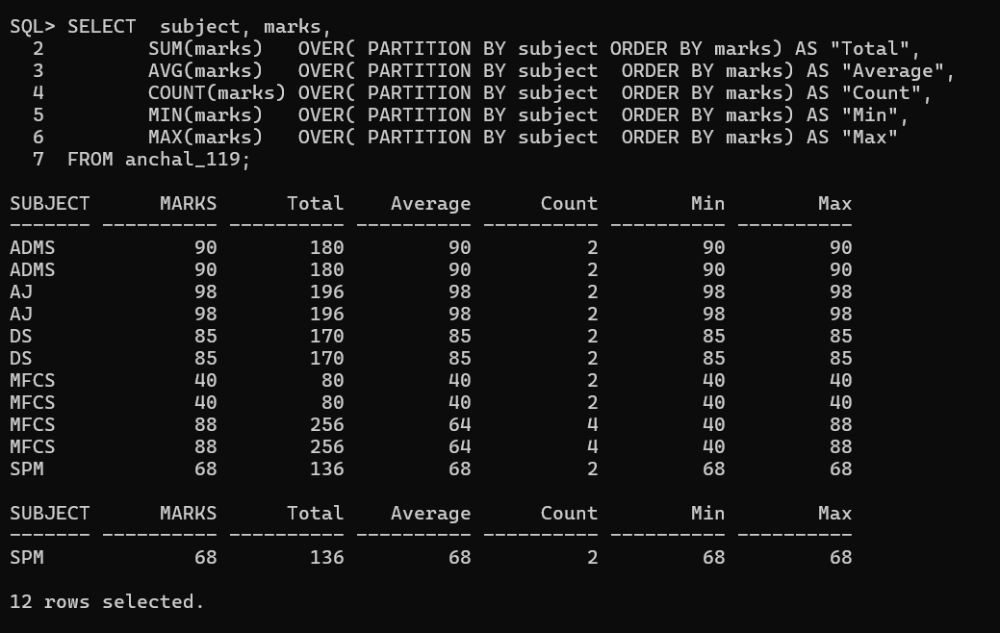 SQL> SELECT  subject, marks,
  2         SUM(marks)   OVER( PARTITION BY subject ORDER BY marks) AS "Total",
  3         AVG(marks)   OVER( PARTITION BY subject  ORDER BY marks) AS "Average",
  4         COUNT(marks) OVER( PARTITION BY subject  ORDER BY marks) AS "Count",
  5         MIN(marks)   OVER( PARTITION BY subject  ORDER BY marks) AS "Min",
  6         MAX(marks)   OVER( PARTITION BY subject  ORDER BY marks) AS "Max"
  7  FROM anchal_119;

SUBJECT      MARKS      Total    Average      Count        Min        Max
------- ---------- ---------- ---------- ---------- ---------- ----------
ADMS            90        180         90          2         90         90
ADMS            90        180         90          2         90         90
AJ              98        196         98          2         98         98
AJ              98        196         98          2         98         98
DS              85        170         85          2         85         85
DS              85        170         85          2         85         85
MFCS            40         80         40          2         40         40
MFCS            40         80         40          2         40         40
MFCS            88        256         64          4         40         88
MFCS            88        256         64          4         40         88
SPM             68        136         68          2         68         68

SUBJECT      MARKS      Total    Average      Count        Min        Max
------- ---------- ---------- ---------- ---------- ---------- ----------
SPM             68        136         68          2         68         68

12 rows selected.